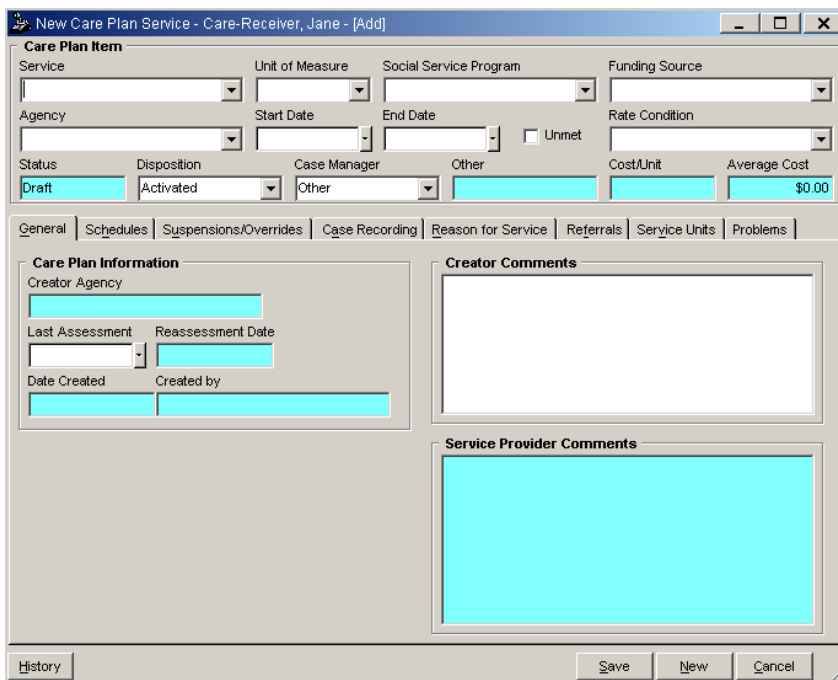 New Care Plan Service - Care-Receiver, Jane - [Add]
Care Plan Item
Service Unit of Measure Social Service Program Funding Source
Agency Start Date End Date Unmet Rate Condition
Status Disposition Case Manager Other Cost/Unit Average Cost
Draft Activated Other $0.00
General Schedules Suspensions/Overrides Case Recording Reason for Service Referrals Service Units Problems
Care Plan Information
Creator Agency
Last Assessment Reassessment Date
Date Created Created by
Creator Comments
Service Provider Comments
History Save New Cancel